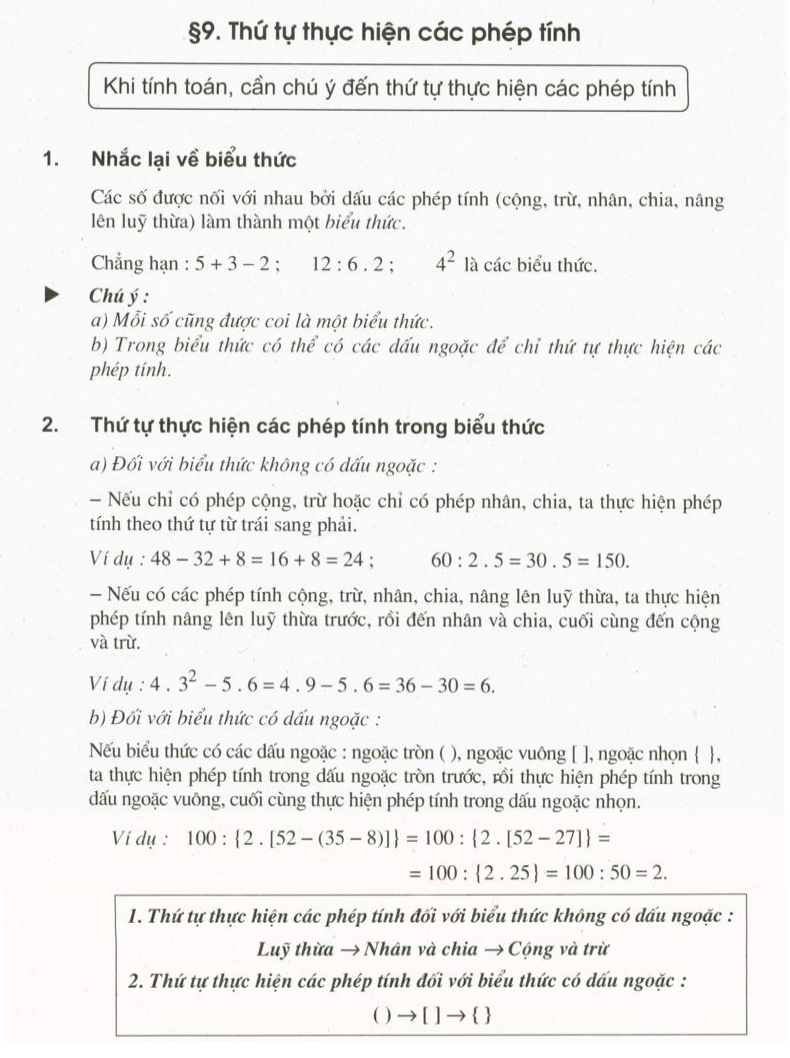 §9. Thứ tự thực hiện các phép tính
Khi tính toán, cần chú ý đến thứ tự thực hiện các phép tính
1. Nhắc lại về biểu thức
Các số được nối với nhau bởi dấu các phép tính (cộng, trừ, nhân, chia, nâng
lên luỹ thừa) làm thành một biểu thức.
Chẳng hạn : 5 + 3 – 2 ; 12 : 6 . 2 ; 4² là các biểu thức.
▶ Chú ý :
a) Mỗi số cũng được coi là một biểu thức.
b) Trong biểu thức có thể có các dấu ngoặc để chỉ thứ tự thực hiện các
phép tính.
2. Thứ tự thực hiện các phép tính trong biểu thức
a) Đối với biểu thức không có dấu ngoặc :
– Nếu chỉ có phép cộng, trừ hoặc chỉ có phép nhân, chia, ta thực hiện phép
tính theo thứ tự từ trái sang phải.
Ví dụ : 48 – 32 + 8 = 16 + 8 = 24 ; 60 : 2 . 5 = 30 . 5 = 150.
– Nếu có các phép tính cộng, trừ, nhân, chia, nâng lên luỹ thừa, ta thực hiện
phép tính nâng lên luỹ thừa trước, rồi đến nhân và chia, cuối cùng đến cộng
và trừ.
Ví dụ : 4 . 3² – 5 . 6 = 4 . 9 – 5 . 6 = 36 – 30 = 6.
b) Đối với biểu thức có dấu ngoặc :
Nếu biểu thức có các dấu ngoặc : ngoặc tròn ( ), ngoặc vuông [ ], ngoặc nhọn { },
ta thực hiện phép tính trong dấu ngoặc tròn trước, rồi thực hiện phép tính trong
dấu ngoặc vuông, cuối cùng thực hiện phép tính trong dấu ngoặc nhọn.
Ví dụ : 100 : {2 . [52 – (35 – 8)]} = 100 : {2 . [52 – 27]} =
= 100 : {2 . 25} = 100 : 50 = 2.
1. Thứ tự thực hiện các phép tính đối với biểu thức không có dấu ngoặc :
Luỹ thừa → Nhân và chia → Cộng và trừ
2. Thứ tự thực hiện các phép tính đối với biểu thức có dấu ngoặc :
( ) → [ ] → { }